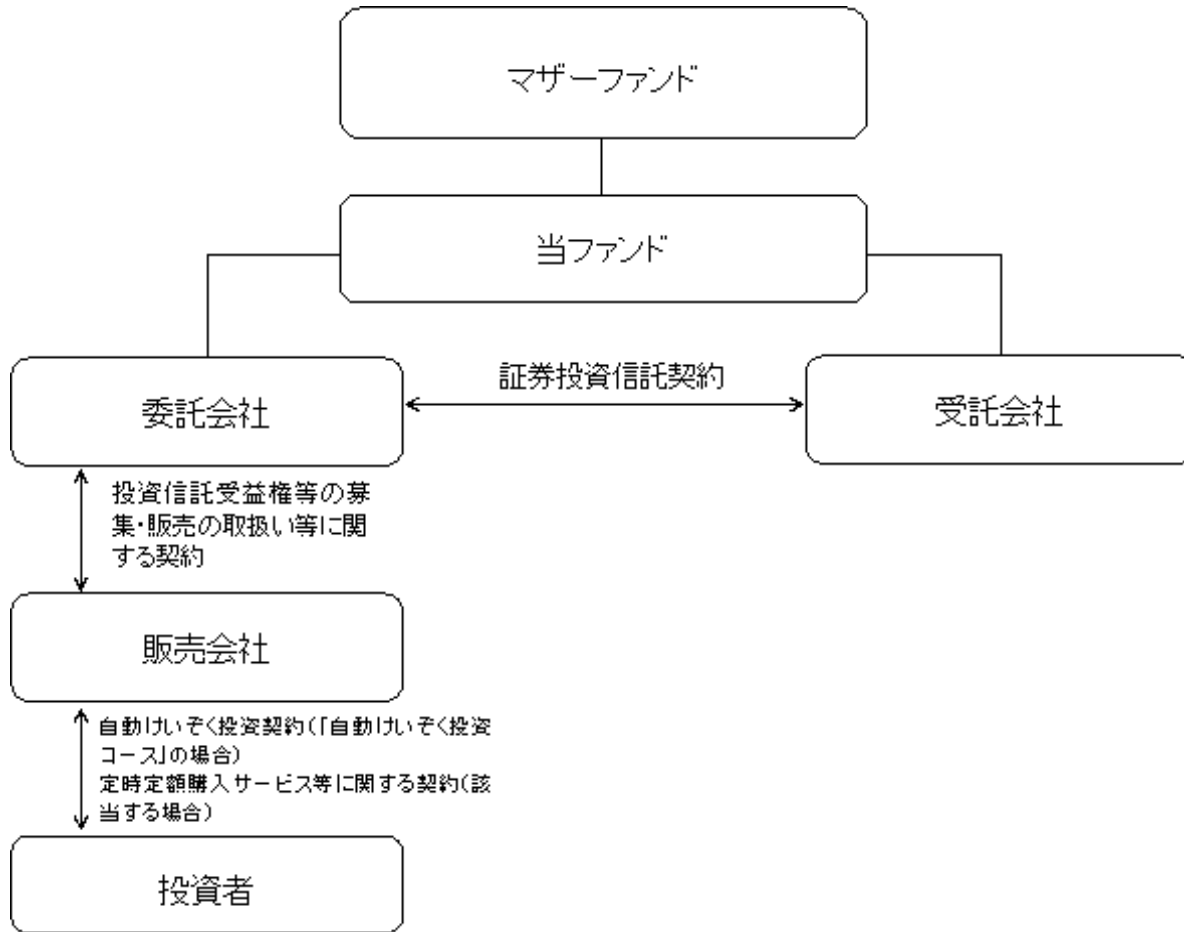 マザーファンド
当ファンド
証券投資信託契約
委託会社
受託会社
投資信託受益権等の募
集・販売の取扱い等に関
する契約
販売会社
自動けいぞく投資契約(「自動けいぞく投資
コース」の場合)
定時定額購入サービス等に関する契約(該
当する場合)
投資者